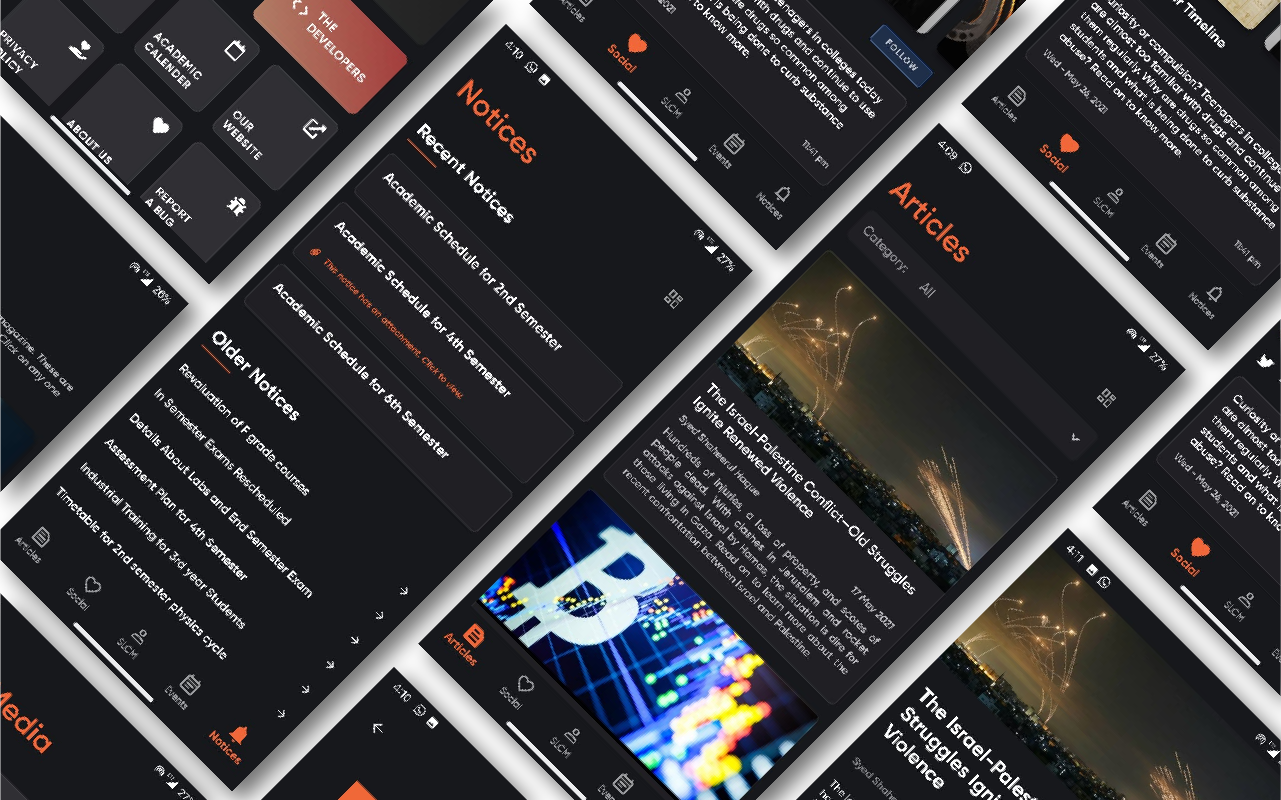 PRIVACY
POLICY
ACADEMIC
CALENDER
THE
DEVELOPERS
ABOUT US
OUR
WEBSITE
REPORT
A BUG
26%
magazine. These are
Click on any one
4:10
27%
Notices
Recent Notices
Academic Schedule for 2nd Semester
Academic Schedule for 4th Semester
This notice has an attachment. Click to view.
Academic Schedule for 6th Semester
Older Notices
Revaluation of F grade courses
In Semester Exams Rescheduled
Details About Labs and End Semester Exam
Assessment Plan for 4th Semester
Industrial Training for 3rd year Students
Timetable for 2nd semester physics cycle
Articles
Social
SLCM
Events
Notices
Teenagers in colleges today
with drugs and continue to use
drugs so common among
is being done to curb substance
to know more.
11:41 pm
FOLLOW
Articles
Social
SLCM
Events
Notices
Timeline
Curiosity or compulsion? Teenagers in colleges
are almost too familiar with drugs and continue
them regularly. Why are drugs so common among
students and what is being done to curb substance
abuse? Read on to know more.
Wed - May 26, 2021
11:41 pm
Articles
Social
SLCM
Events
Notices
4:09
27%
Articles
Category:
All
The Israel-Palestine Conflict—Old Struggles
Ignite Renewed Violence
Syed Shaheerul Haque
17 May 2021
Hundreds of injuries, a loss of property, and scores of
people dead. With clashes in Jerusalem and rocket
attacks against Israel by Hamas, the situation is dire for
those living in Gaza. Read on to learn more about the
recent confrontation between Israel and Palestine.
Articles
Social
SLCM
Events
Curiosity
are almost
them regularly.
students and what
abuse? Read on to know
Wed - May 26, 2021
Articles
Social
SLCM
4:11
The Israel-Palest
Struggles Igni
Violence
Syed Shah
Media
27%
4:10